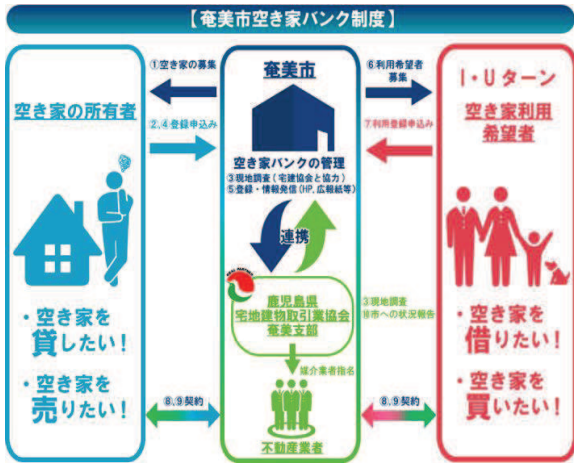 【奄美市空き家バンク制度】
①空き家の募集
奄美市
⑥利用希望者
募集
I・Uターン
空き家利用
希望者
空き家の所有者
②,④登録申込み
⑦利用登録申込み
空き家バンクの管理
③現地調査(宅建協会と協力)
⑤登録・情報発信(HP,広報紙等)
連携
鹿児島県
宅地建物取引業協会
奄美支部
③現地調査
⑩市への状況報告
媒介業者指名
・空き家を
貸したい!
・空き家を
売りたい!
・空き家を
借りたい!
・空き家を
買いたい!
⑧,⑨契約
⑧,⑨契約
不動産業者